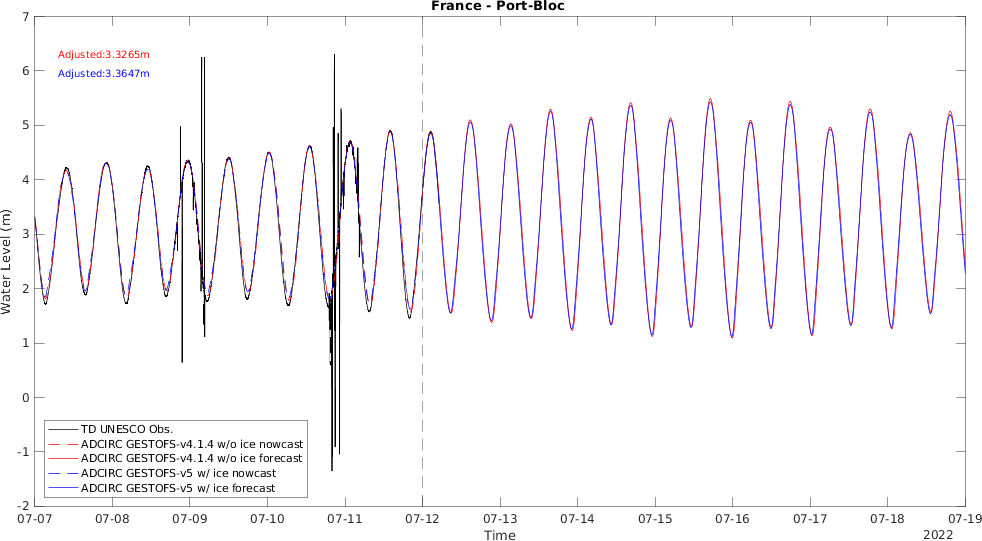 France - Port-Bloc
Adjusted:3.3265m
Adjusted:3.3647m
7
6
5
4
3
2
1
0
-1
-2
Water Level (m)
TD UNESCO Obs.
ADCIRC GESTOFS-v4.1.4 w/o ice nowcast
ADCIRC GESTOFS-v4.1.4 w/o ice forecast
ADCIRC GESTOFS-v5 w/ ice nowcast
ADCIRC GESTOFS-v5 w/ ice forecast
07-07 07-08 07-09 07-10 07-11 07-12 07-13 07-14 07-15 07-16 07-17 07-18 07-19
Time
2022